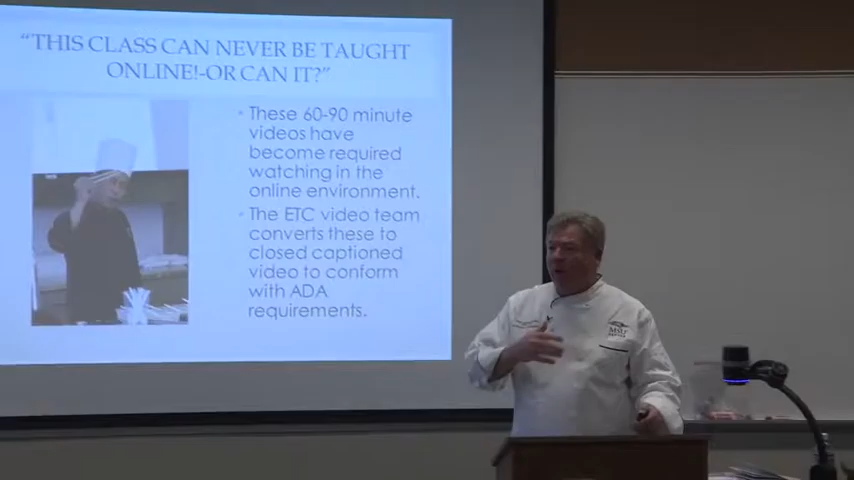 "THIS CLASS CAN NEVER BE TAUGHT
ONLINE!-OR CAN IT?"
These 60-90 minute
videos have
become required
watching in the
online environment.
The ETC video team
converts these to
closed captioned
videos to conform
with ADA
requirements.